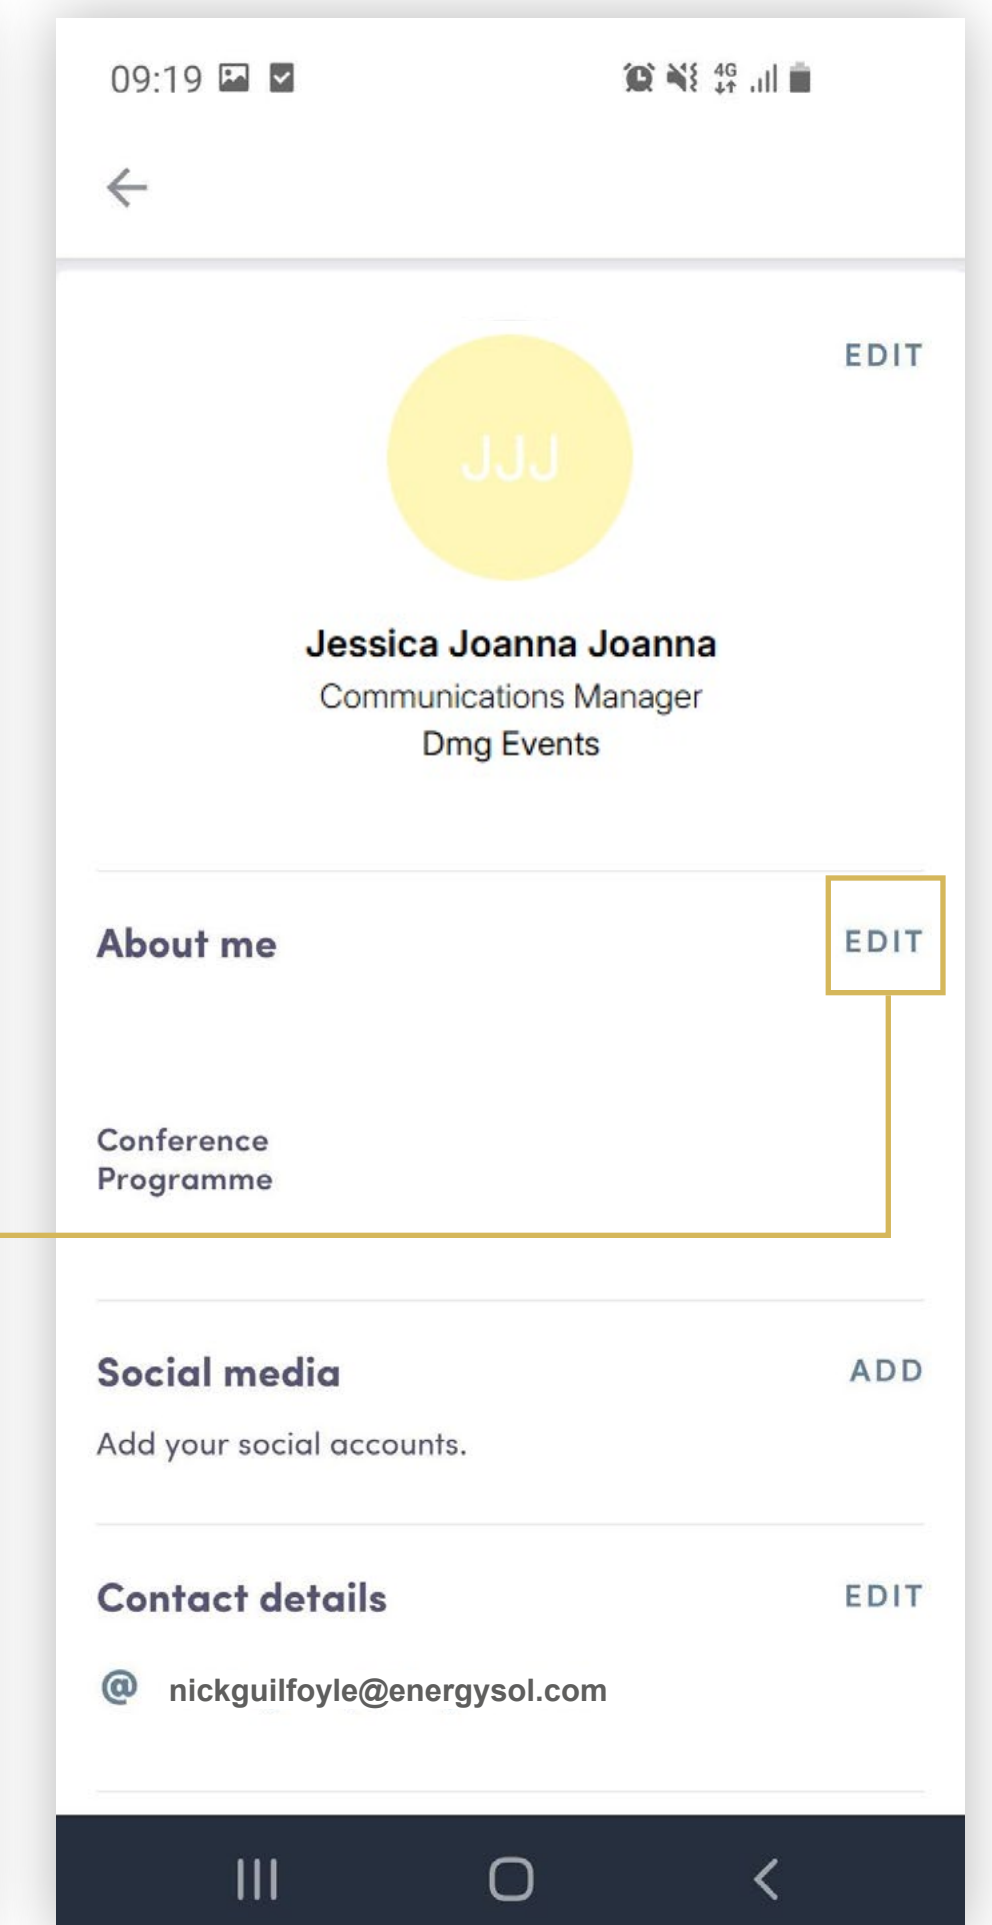 09:19
4G
EDIT
JJJ
Jessica Joanna Joanna
Communications Manager
Dmg Events
About me
EDIT
Conference
Programme
Social media
ADD
Add your social accounts.
Contact details
EDIT
@ nickguilfoyle@energysol.com